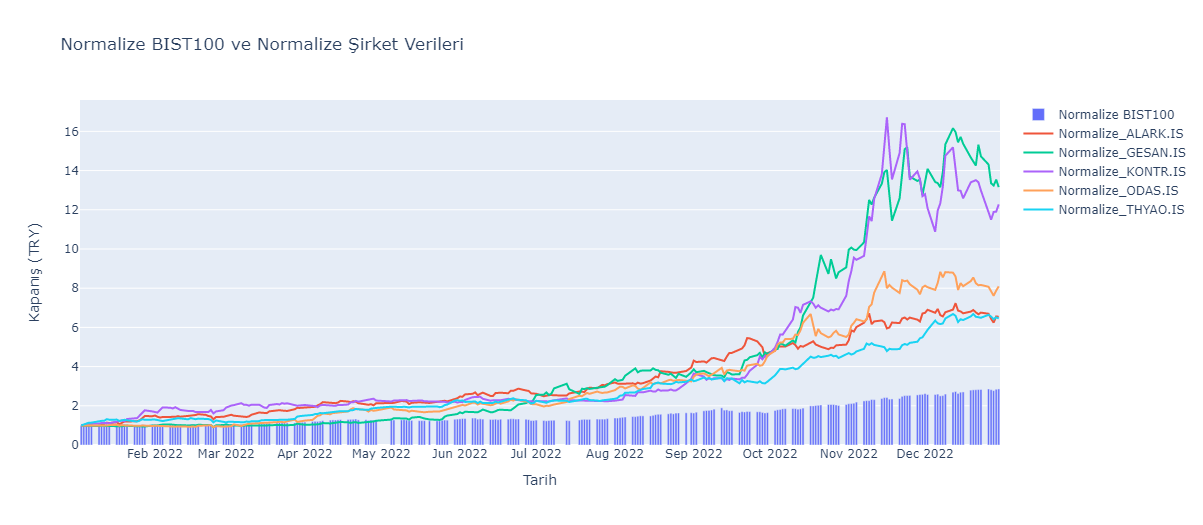 Normalize BIST100 ve Normalize Şirket Verileri
Normalize BIST100
Normalize_ALARK.IS
Normalize_GESAN.IS
Normalize_KONTR.IS
Normalize_ODAS.IS
Normalize_THYAO.IS
Kapanış (TRY)
16
14
12
10
8
6
4
2
0
Feb 2022 Mar 2022 Apr 2022 May 2022 Jun 2022 Jul 2022 Aug 2022 Sep 2022 Oct 2022 Nov 2022 Dec 2022
Tarih